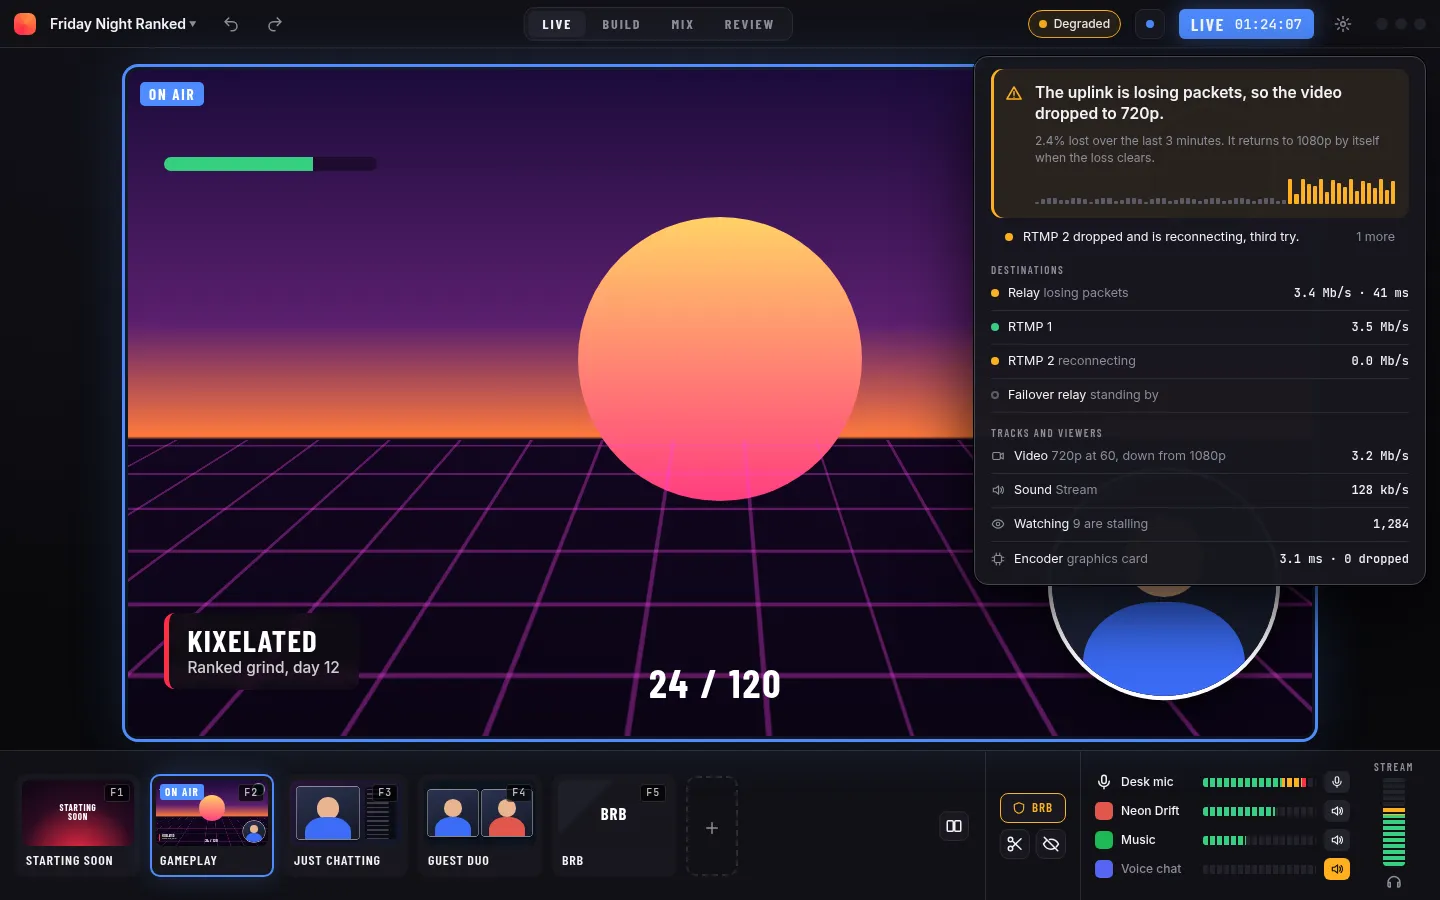 Friday Night Ranked
LIVE
BUILD
MIX
REVIEW
Degraded
LIVE 01:24:07
ON AIR
The uplink is losing packets, so the video
dropped to 720p.
2.4% lost over the last 3 minutes. It returns to 1080p by itself
when the loss clears.
RTMP 2 dropped and is reconnecting, third try.
1 more
DESTINATIONS
Relay losing packets
3.4 Mb/s · 41 ms
RTMP 1
3.5 Mb/s
RTMP 2 reconnecting
0.0 Mb/s
Failover relay standing by
TRACKS AND VIEWERS
Video 720p at 60, down from 1080p
3.2 Mb/s
Sound Stream
128 kb/s
Watching 9 are stalling
1,284
Encoder graphics card
3.1 ms · 0 dropped
KIXELATED
Ranked grind, day 12
24 / 120
F1
STARTING
SOON
STARTING SOON
ON AIR
F2
KIXELATED
24 / 120
GAMEPLAY
F3
JUST CHATTING
F4
GUEST DUO
F5
BRB
BRB
BRB
Desk mic
Neon Drift
Music
Voice chat
STREAM